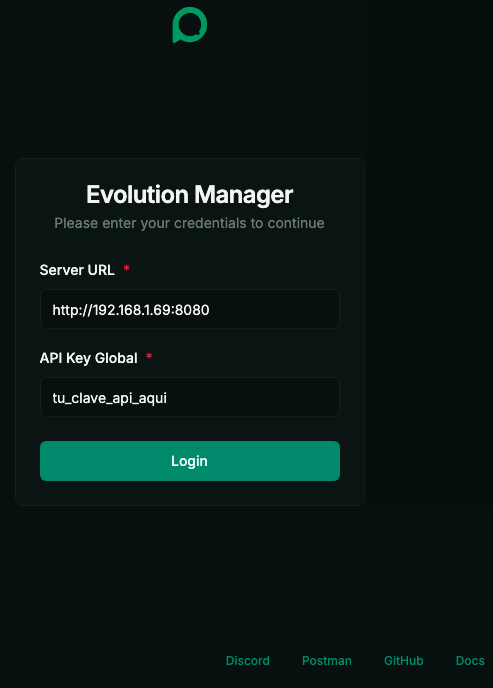 Evolution Manager
Please enter your credentials to continue
Server URL *
http://192.168.1.69:8080
API Key Global *
tu_clave_api_aqui
Login
Discord Postman GitHub Docs